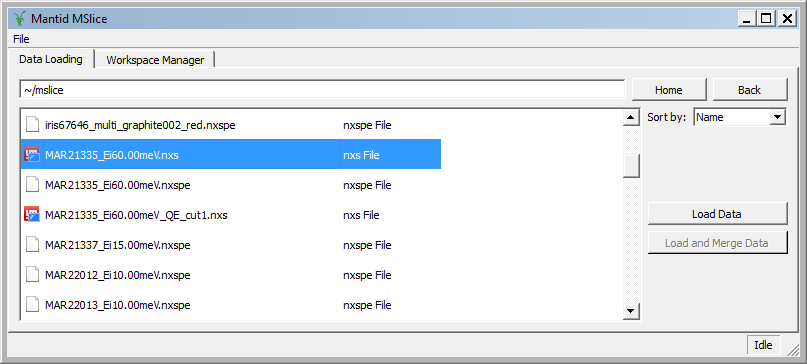 Mantid MSlice
File
Data Loading Workspace Manager
~/mslice Home Back
iris67646_multi_graphite002_red.nxspe nxspe File Sort by: Name
MAR21335_Ei60.00meV.nxs nxs File
MAR21335_Ei60.00meV.nxspe nxspe File
MAR21335_Ei60.00meV_QE_cut1.nxs nxs File Load Data
MAR21337_Ei15.00meV.nxspe nxspe File Load and Merge Data
MAR22012_Ei10.00meV.nxspe nxspe File
MAR22013_Ei10.00meV.nxspe nxspe File
Idle